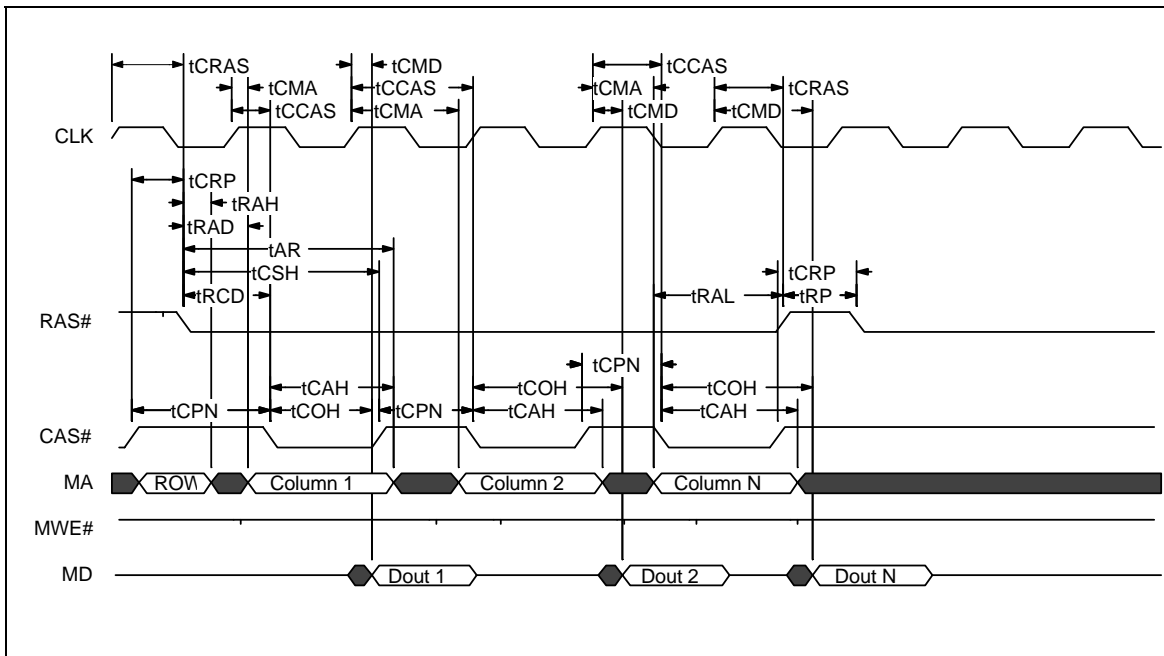 tCRAS tCMD tCCAS
tCMA tCCAS tCMA tCRAS
tCCAS tCMA tCMD tCMD
CLK
tCRP
tRAH
tRAD
tAR
tCSH tCRP
tRCD tRAL tRP
RAS#
tCPN
tCAH tCOH tCOH
tCPN tCOH tCPN tCAH tCAH
CAS#
MA ROW Column 1 Column 2 Column N
MWE#
MD Dout 1 Dout 2 Dout N